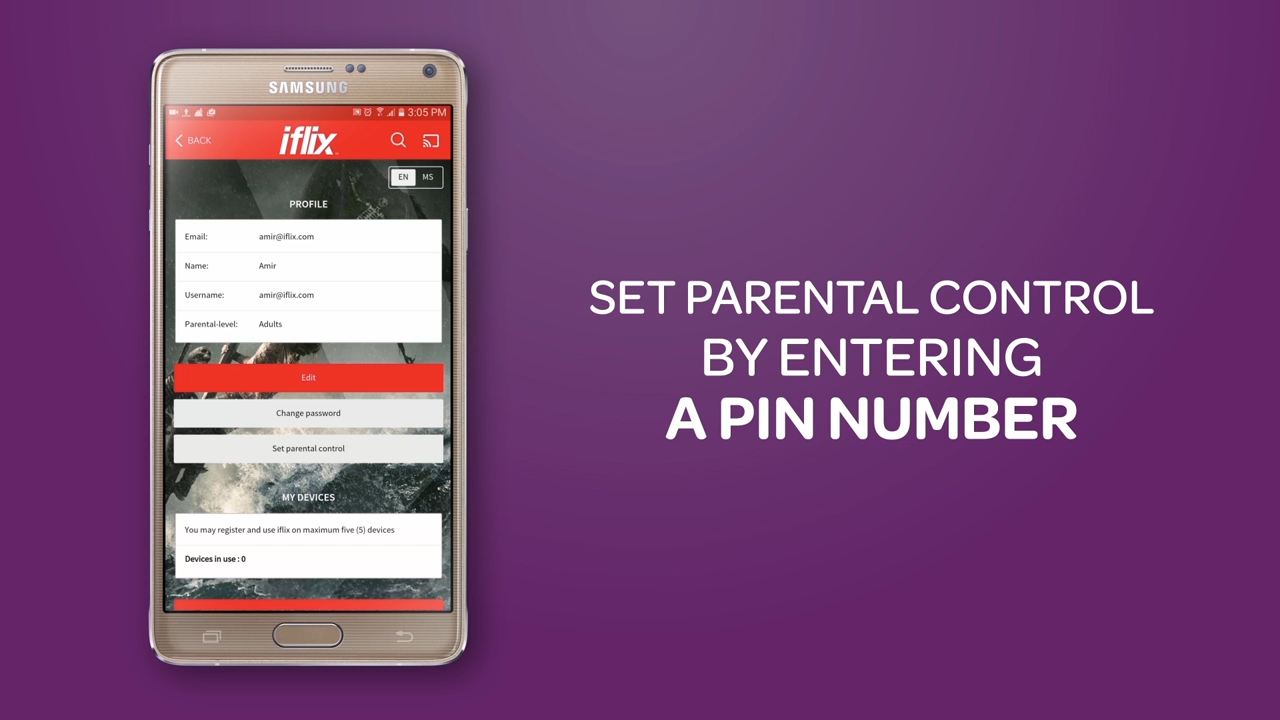 SAMSUNG
3:05 PM
BACK
iflix
EN MS
PROFILE
Email: amir@iflix.com
Name: Amir
Username: amir@iflix.com
Parental-level: Adults
Edit
Change password
Set parental control
MY DEVICES
You may register and use iflix on maximum five (5) devices
Devices in use : 0
SET PARENTAL CONTROL
BY ENTERING
A PIN NUMBER